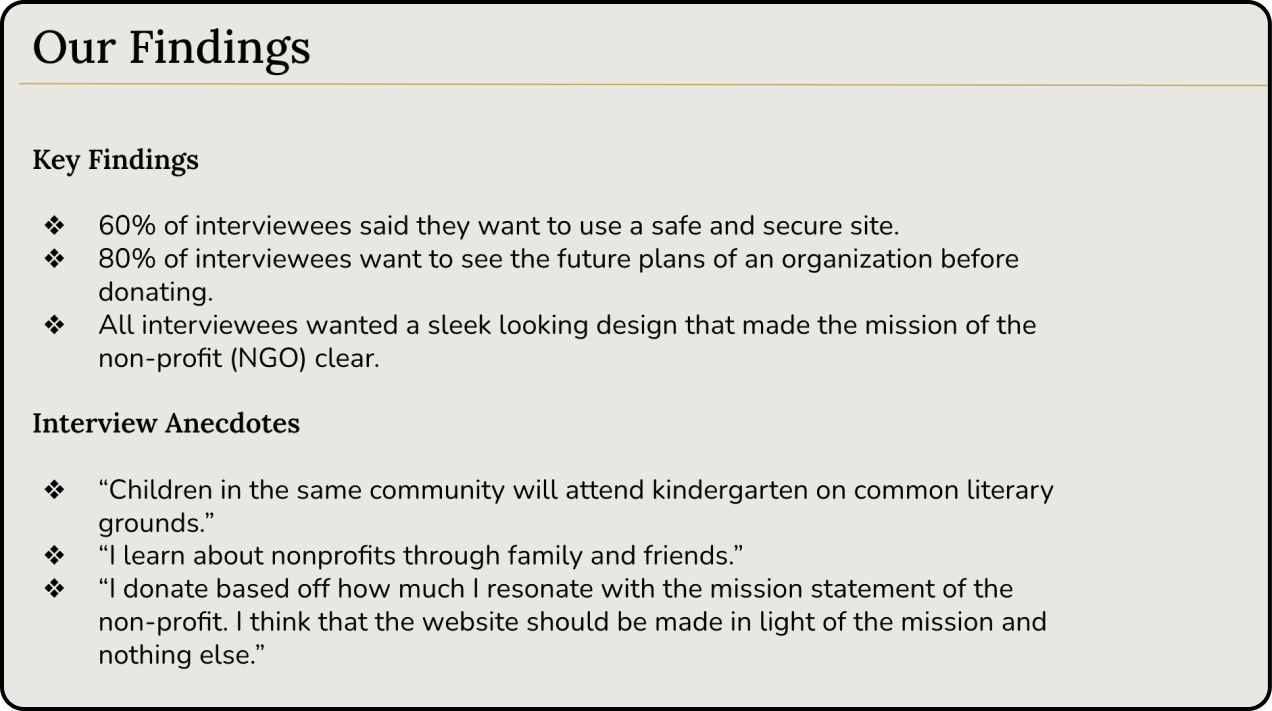 Our Findings
Key Findings
❖ 60% of interviewees said they want to use a safe and secure site.
❖ 80% of interviewees want to see the future plans of an organization before
donating.
❖ All interviewees wanted a sleek looking design that made the mission of the
non-profit (NGO) clear.
Interview Anecdotes
❖ “Children in the same community will attend kindergarten on common literary
grounds.”
❖ “I learn about nonprofits through family and friends.”
❖ “I donate based off how much I resonate with the mission statement of the
non-profit. I think that the website should be made in light of the mission and
nothing else.”